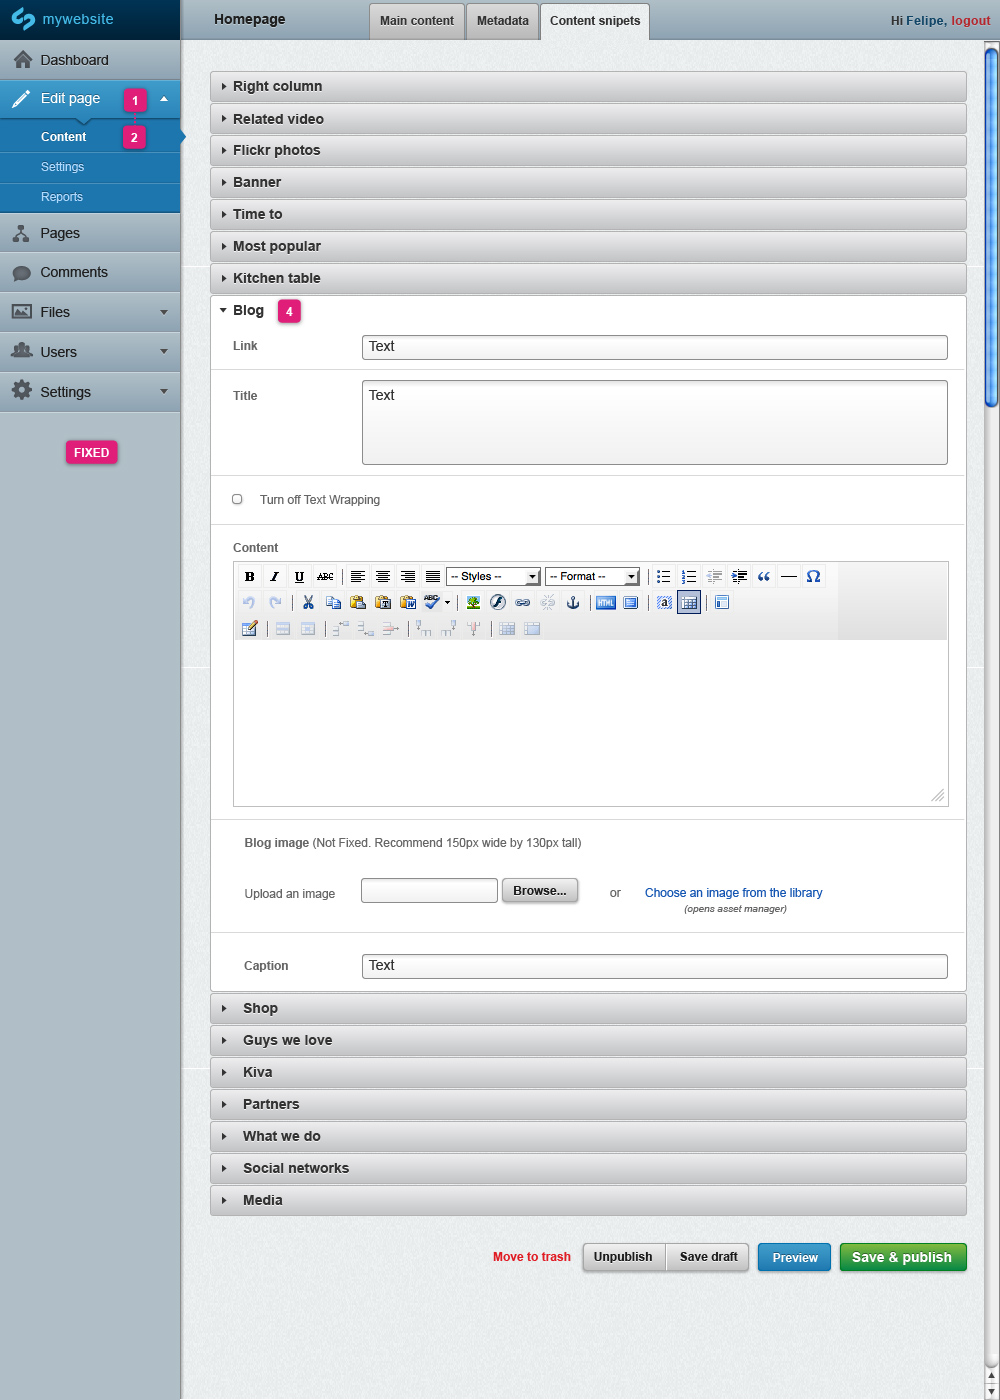 mywebsite
Homepage
Main content
Metadata
Content snipets
Hi Felipe, logout
Dashboard
Edit page 1
Content 2
Settings
Reports
Pages
Comments
Files
Users
Settings
FIXED
Right column
Related video
Flickr photos
Banner
Time to
Most popular
Kitchen table
Blog 4
Link Text
Title Text
Turn off Text Wrapping
Content
B I U ABC -- Styles -- -- Format -- Ω
ABC HTML a
Blog image (Not Fixed. Recommend 150px wide by 130px tall)
Upload an image Browse... or Choose an image from the library
(opens asset manager)
Caption Text
Shop
Guys we love
Kiva
Partners
What we do
Social networks
Media
Move to trash Unpublish Save draft Preview Save & publish